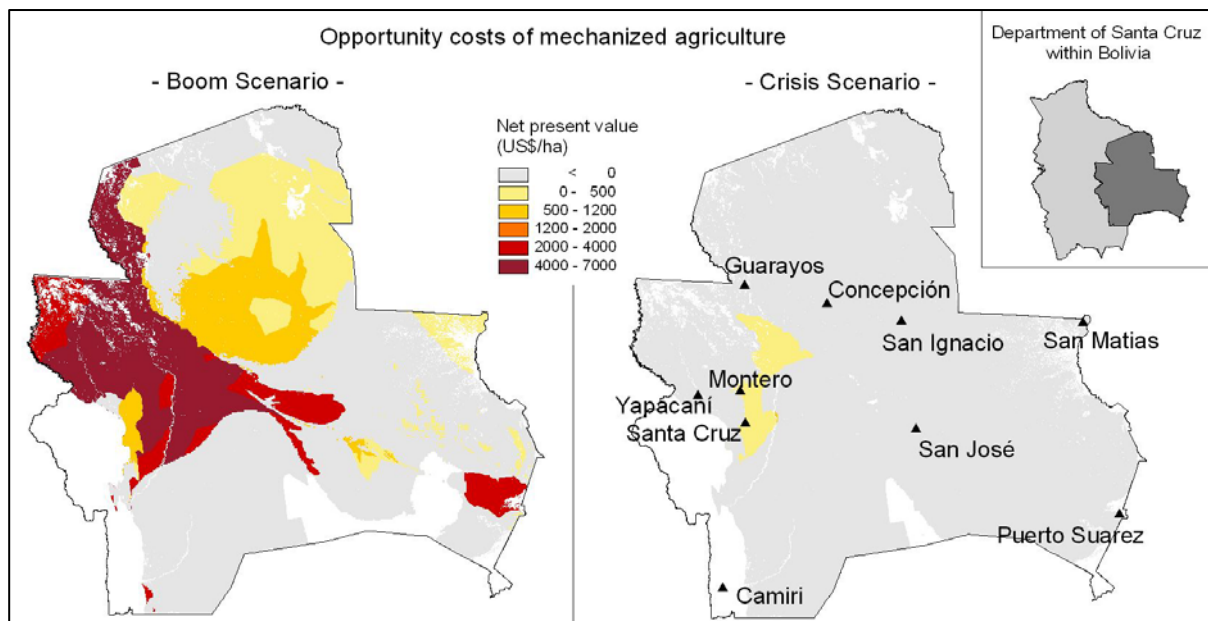 Opportunity costs of mechanized agriculture
- Boom Scenario -
- Crisis Scenario -
Department of Santa Cruz
within Bolivia
Net present value
(US$/ha)
< 0
0 - 500
500 - 1200
1200 - 2000
2000 - 4000
4000 - 7000
Guarayos
Concepción
San Ignacio
San Matias
Montero
Yapacañí
Santa Cruz
San José
Puerto Suarez
Camiri